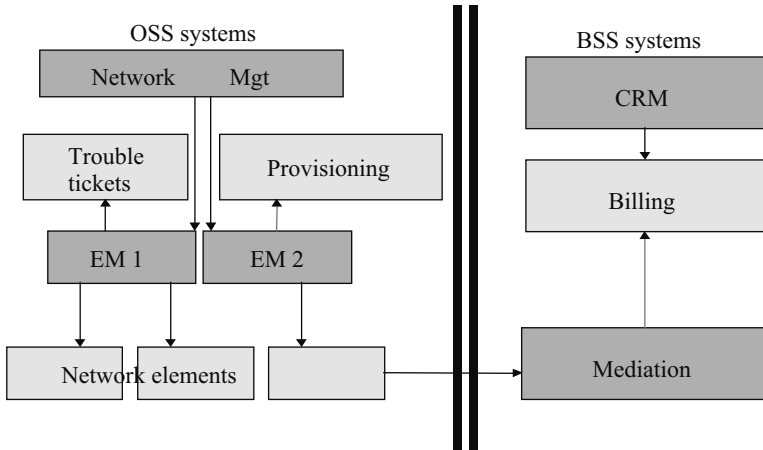 OSS systems
BSS systems
Network Mgt
CRM
Trouble
tickets
Provisioning
Billing
EM 1
EM 2
Network elements
Mediation